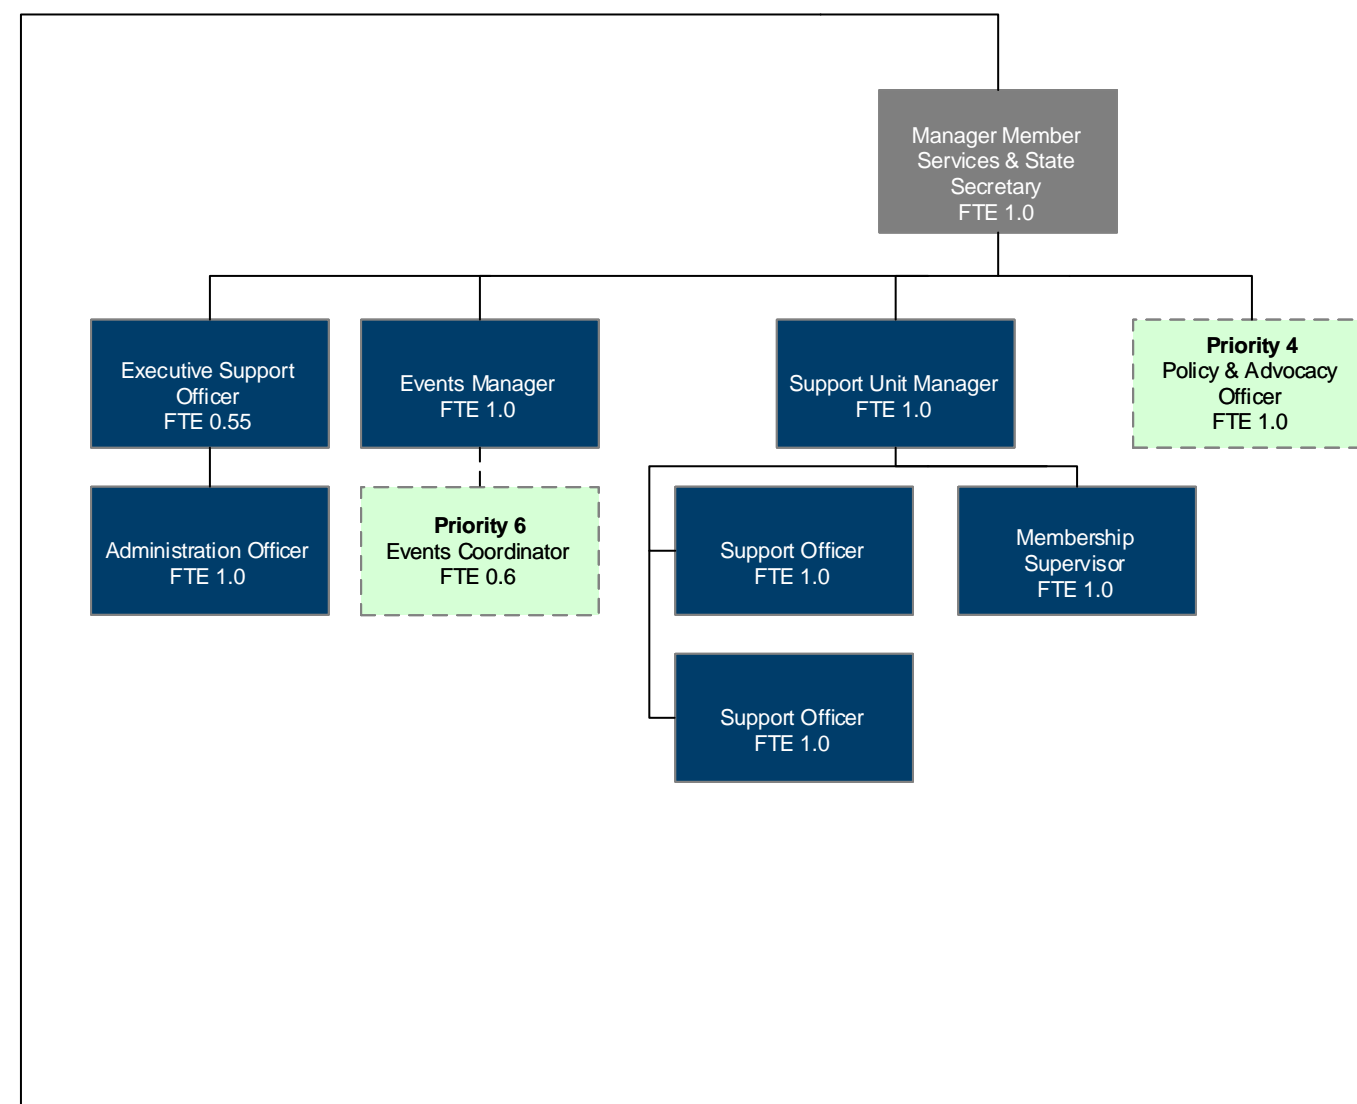 Manager Member
Services & State
Secretary
FTE 1.0
Executive Support
Officer
FTE 0.55
Events Manager
FTE 1.0
Support Unit Manager
FTE 1.0
Priority 4
Policy & Advocacy
Officer
FTE 1.0
Administration Officer
FTE 1.0
Priority 6
Events Coordinator
FTE 0.6
Support Officer
FTE 1.0
Membership
Supervisor
FTE 1.0
Support Officer
FTE 1.0